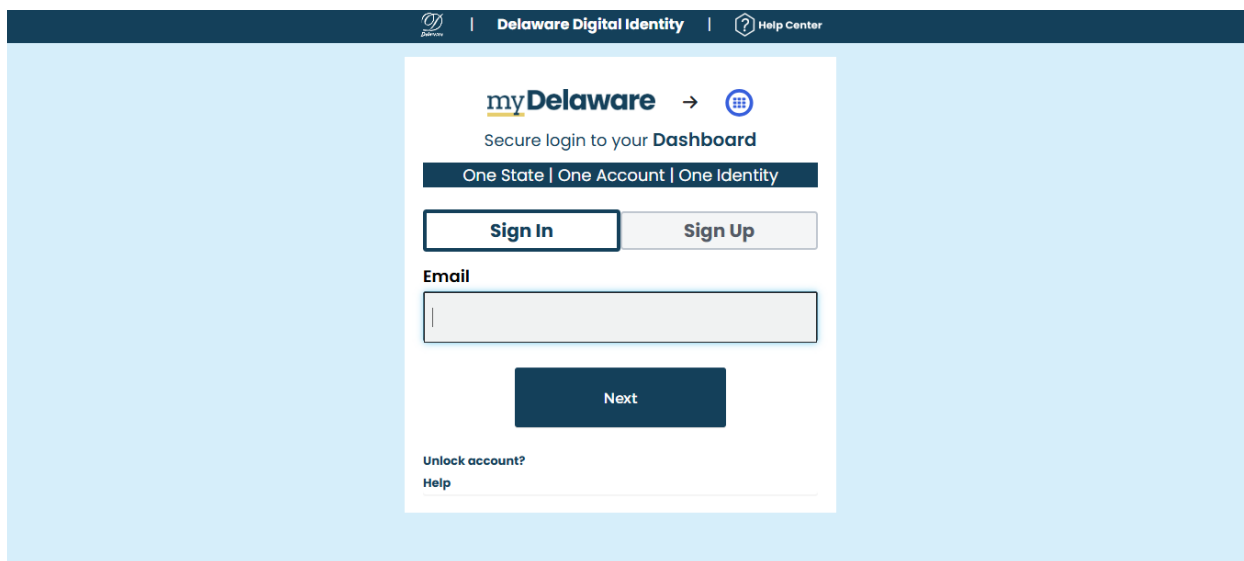 Delaware | Delaware Digital Identity | ? Help Center
myDelaware →
Secure login to your Dashboard
One State | One Account | One Identity
Sign In Sign Up
Email
Next
Unlock account?
Help